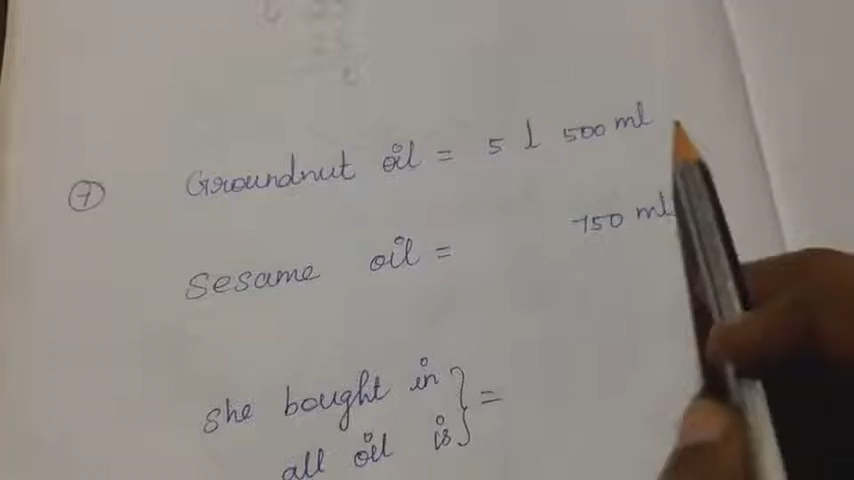 7 Groundnut oil = 5 l 500 ml
Sesame oil = 750 ml
She bought in } =
all oil is